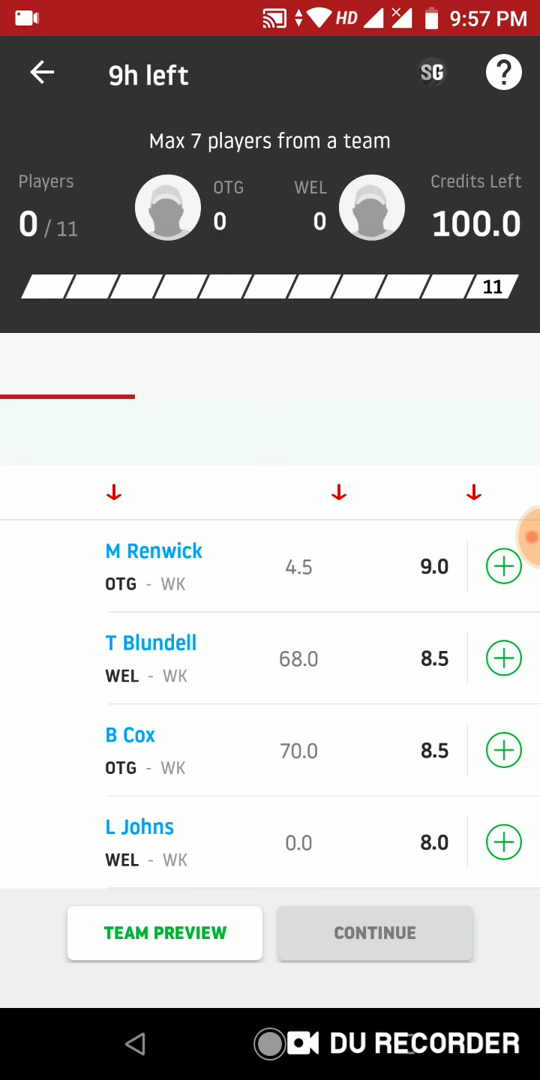 HD 9:57 PM
9h left SG ?
Max 7 players from a team
Players OTG WEL Credits Left
0 / 11 0 0 100.0
11
M Renwick
OTG - WK 4.5 9.0
T Blundell
WEL - WK 68.0 8.5
B Cox
OTG - WK 70.0 8.5
L Johns
WEL - WK 0.0 8.0
TEAM PREVIEW CONTINUE
DU RECORDER